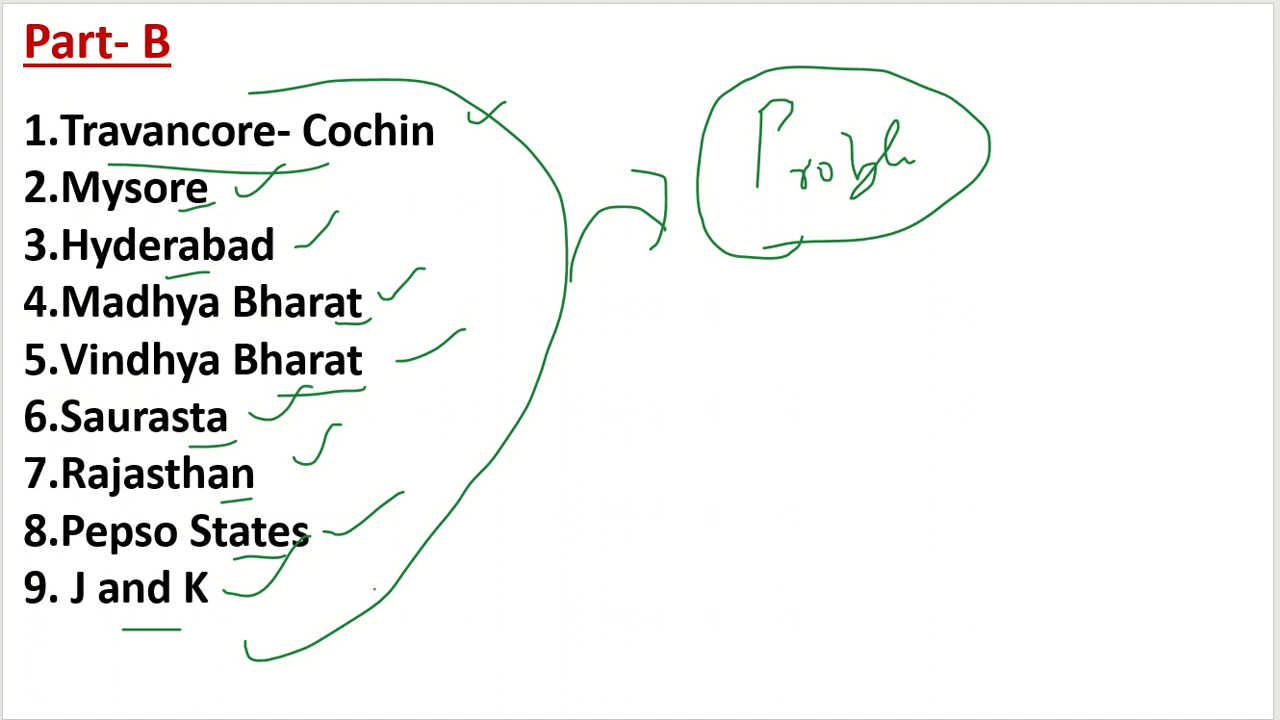 Part- B
1.Travancore- Cochin
2.Mysore
3.Hyderabad
4.Madhya Bharat
5.Vindhya Bharat
6.Saurasta
7.Rajasthan
8.Pepso States
9. J and K